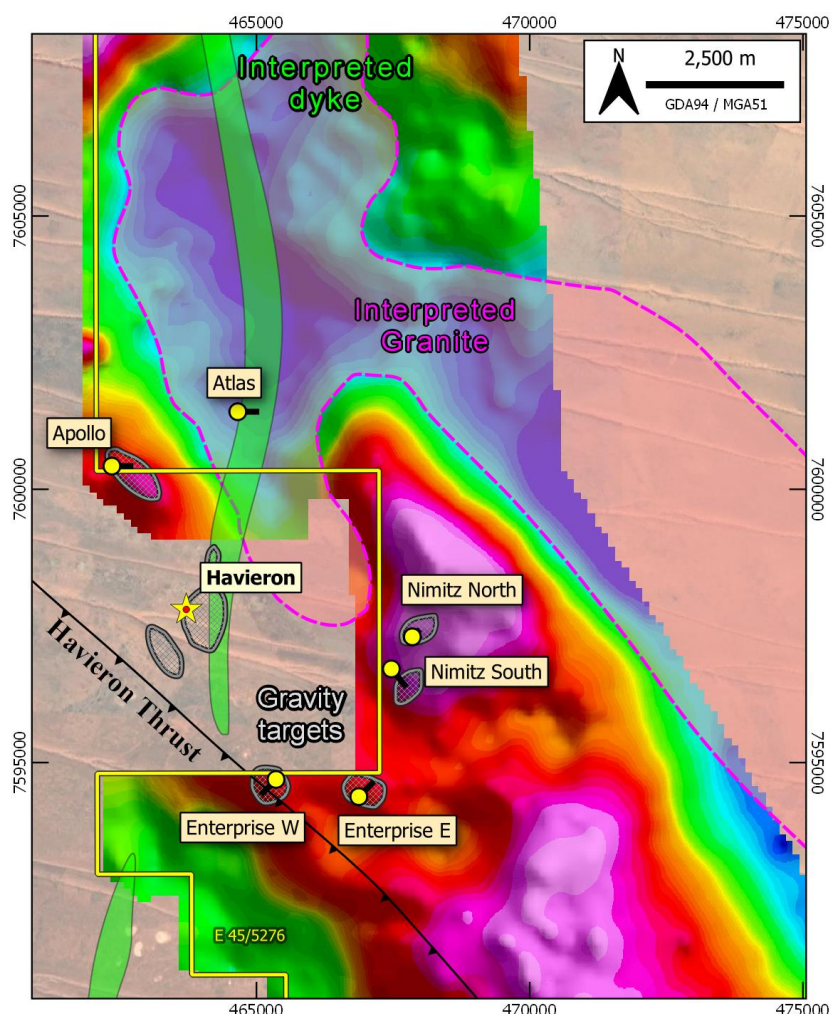 465000
470000
475000
Interpreted
dyke
N
2,500 m
GDA94 / MGA51
7605000
7605000
Interpreted
Granite
Atlas
Apollo
7600000
7600000
Havieron
Nimitz North
Nimitz South
Havieron Thrust
Gravity
targets
7595000
7595000
Enterprise W
Enterprise E
E 45/5276
465000
470000
475000